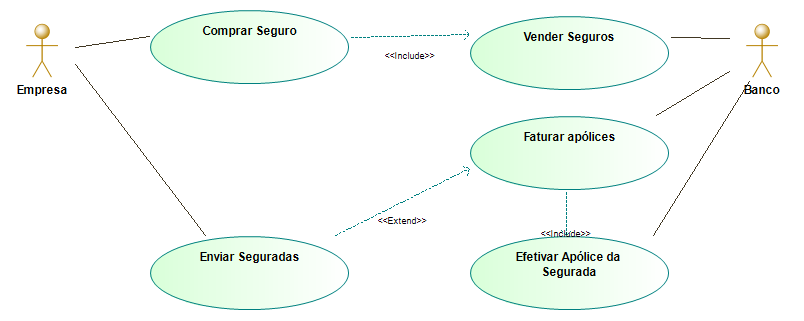 Comprar Seguro
Vender Seguros
<<Include>>
Empresa
Banco
Faturar apólices
<<Extend>>
<<Include>>
Enviar Seguradas
Efetivar Apólice da
Segurada